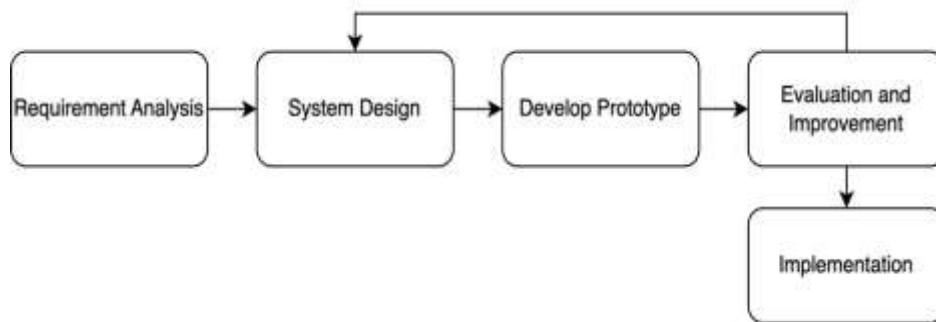 Requirement Analysis
System Design
Develop Prototype
Evaluation and
Improvement
Implementation